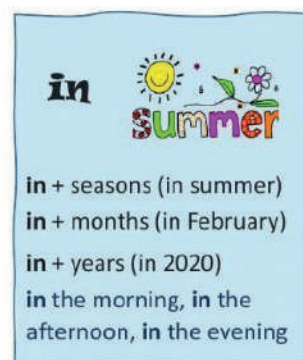 in
summer
in + seasons (in summer)
in + months (in February)
in + years (in 2020)
in the morning, in the
afternoon, in the evening